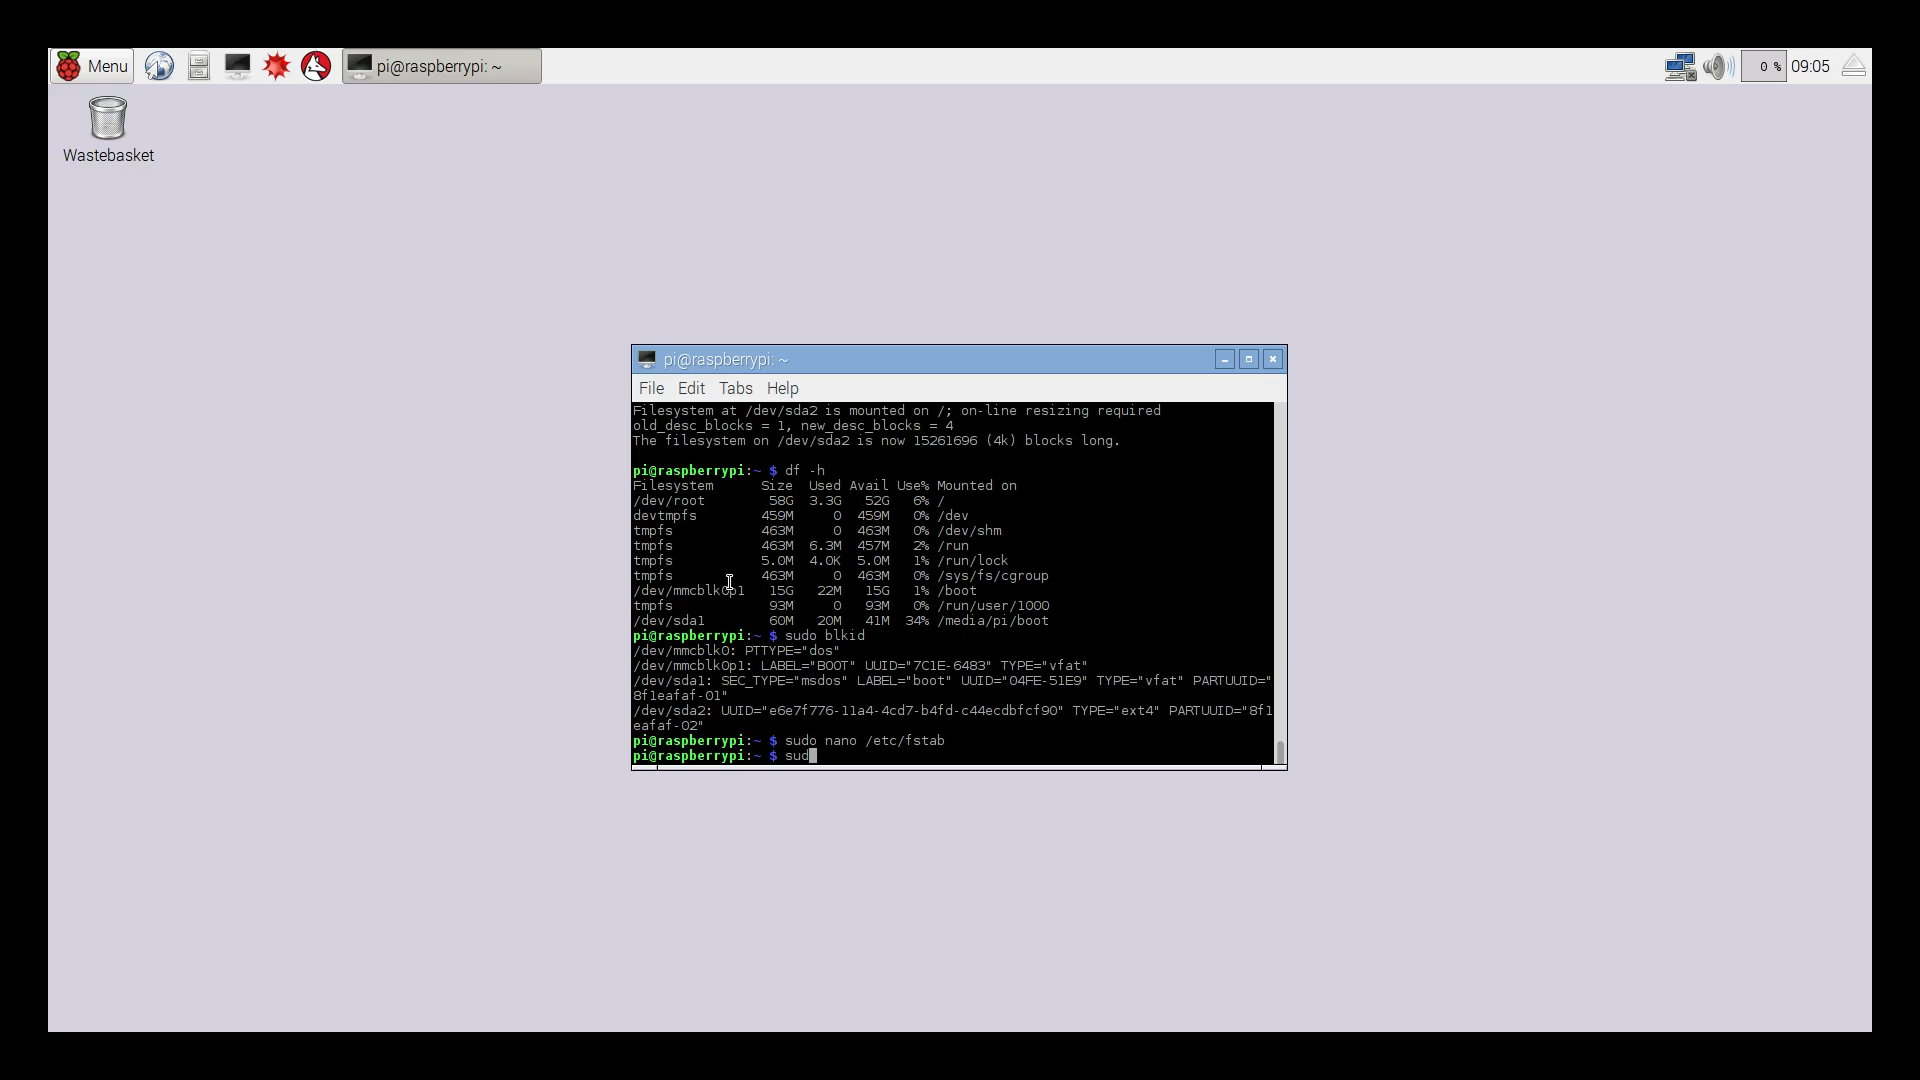 Menu
pi@raspberrypi: ~
0 %
09:05
Wastebasket
pi@raspberrypi: ~
File Edit Tabs Help
Filesystem at /dev/sda2 is mounted on /; on-line resizing required
old_desc_blocks = 1, new_desc_blocks = 4
The filesystem on /dev/sda2 is now 15261696 (4k) blocks long.
pi@raspberrypi:~ $ df -h
Filesystem      Size  Used Avail Use% Mounted on
/dev/root        58G  3.3G   52G   6% /
devtmpfs        459M     0  459M   0% /dev
tmpfs           463M     0  463M   0% /dev/shm
tmpfs           463M  6.3M  457M   2% /run
tmpfs           5.0M  4.0K  5.0M   1% /run/lock
tmpfs           463M     0  463M   0% /sys/fs/cgroup
/dev/mmcblk0p1   15G   22M   15G   1% /boot
tmpfs            93M     0   93M   0% /run/user/1000
/dev/sda1        60M   20M   41M  34% /media/pi/boot
pi@raspberrypi:~ $ sudo blkid
/dev/mmcblk0: PTTYPE="dos"
/dev/mmcblk0p1: LABEL="BOOT" UUID="7C1E-6483" TYPE="vfat"
/dev/sda1: SEC_TYPE="msdos" LABEL="boot" UUID="04FE-51E9" TYPE="vfat" PARTUUID="
8f1eafaf-01"
/dev/sda2: UUID="e6e7f776-11a4-4cd7-b4fd-c44ecdbfcf90" TYPE="ext4" PARTUUID="8f1
eafaf-02"
pi@raspberrypi:~ $ sudo nano /etc/fstab
pi@raspberrypi:~ $ sud